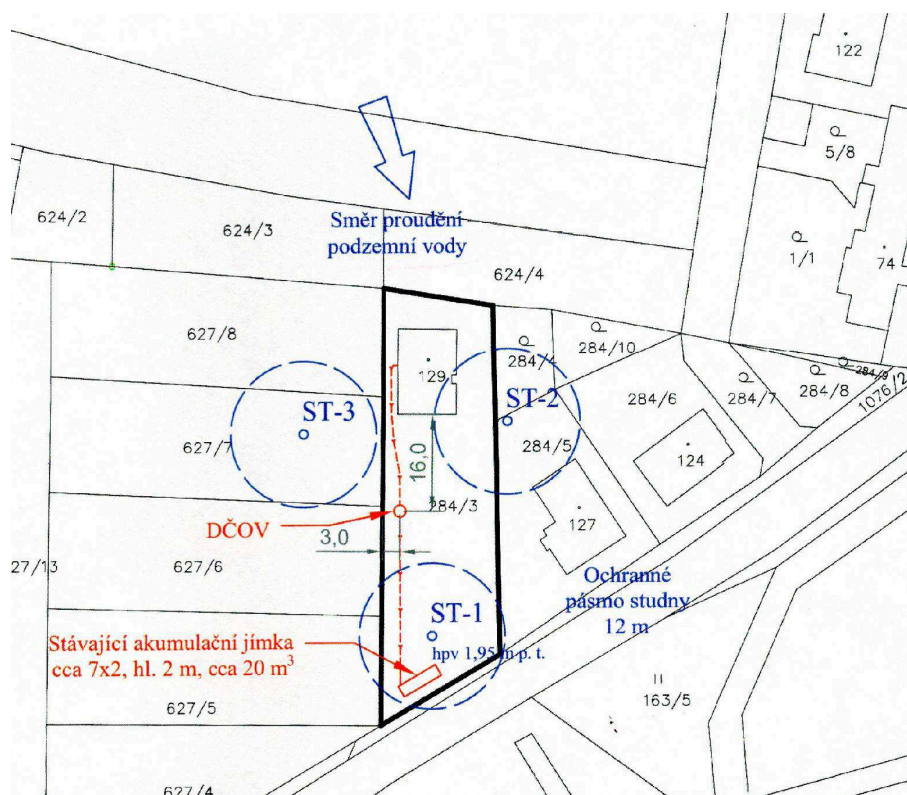 122
5/8
1/1
74
Směr proudění
podzemní vody
624/2
624/3
624/4
627/8
129
284/4
284/10
284/9
1076/2
284/8
284/7
284/6
ST-3
ST-2
627/7
284/5
124
16,0
284/3
DČOV
127
3,0
27/13
627/6
Ochranné
pásmo studny
12 m
ST-1
Stávající akumulační jímka
cca 7x2, hl. 2 m, cca 20 m³
hpv 1,95 m p. t.
627/5
163/5
627/4